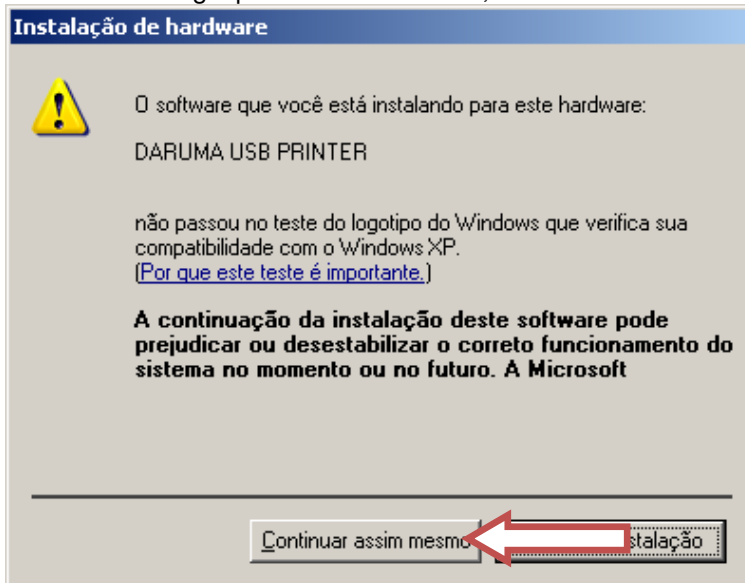 Instalação de hardware
O software que você está instalando para este hardware:
DARUMA USB PRINTER
não passou no teste do logotipo do Windows que verifica sua
compatibilidade com o Windows XP.
(Por que este teste é importante.)
A continuação da instalação deste software pode
prejudicar ou desestabilizar o correto funcionamento do
sistema no momento ou no futuro. A Microsoft
Continuar assim mesmo